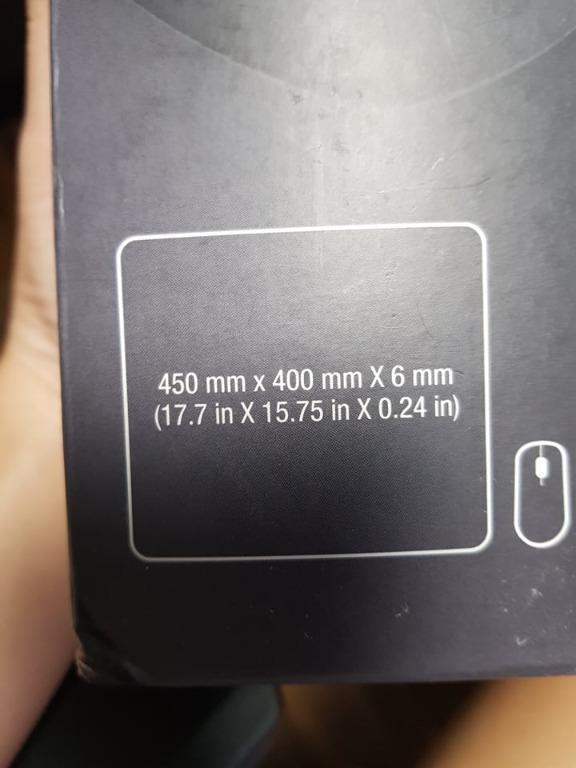 450 mm x 400 mm X 6 mm
(17.7 in X 15.75 in X 0.24 in)